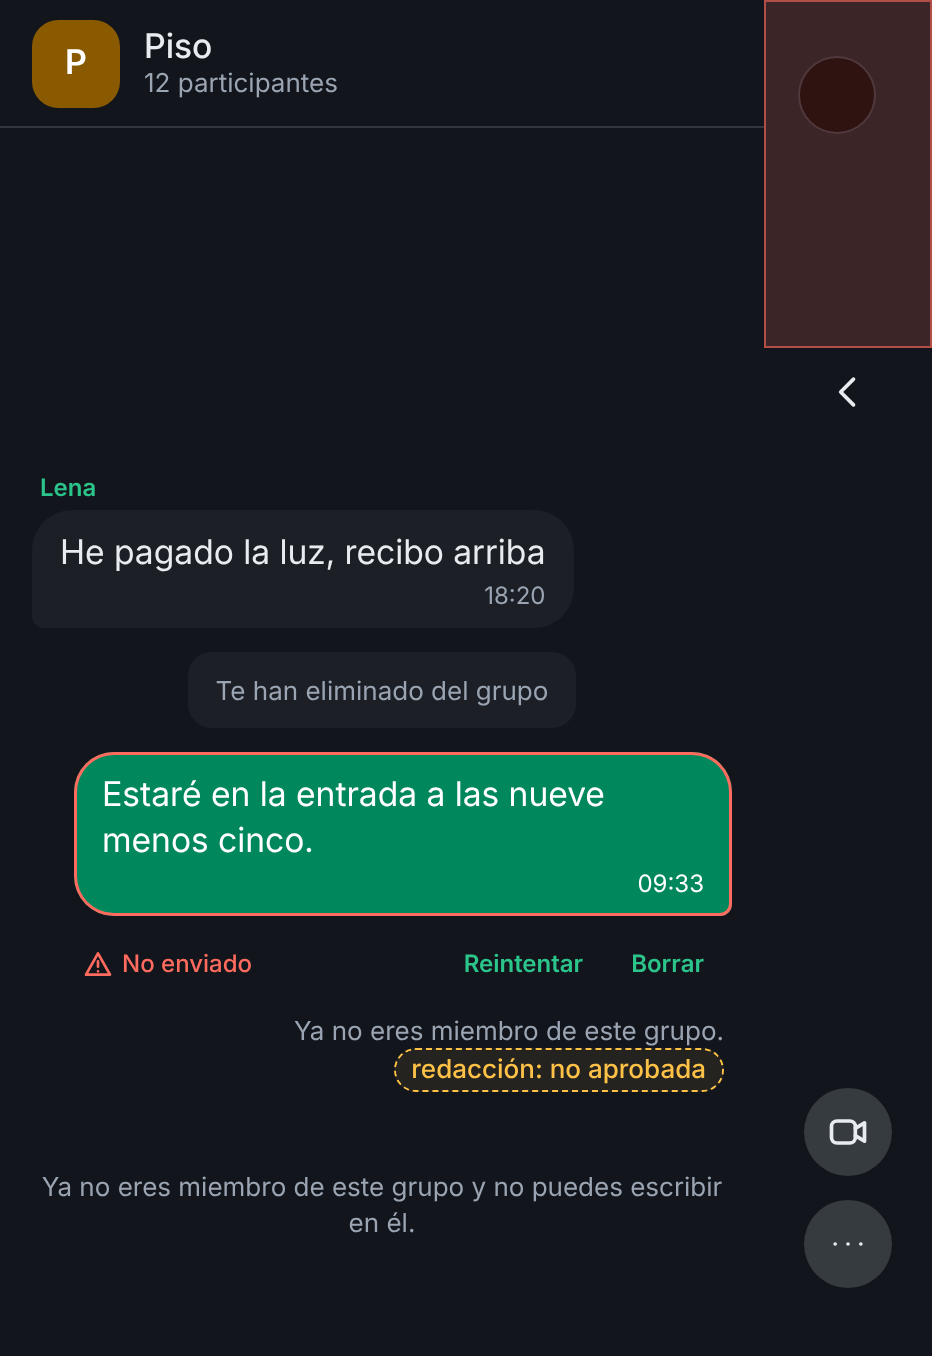 P
Piso
12 participantes
Lena
He pagado la luz, recibo arriba
18:20
Te han eliminado del grupo
Estaré en la entrada a las nueve
menos cinco.
09:33
No enviado
Reintentar
Borrar
Ya no eres miembro de este grupo.
redacción: no aprobada
Ya no eres miembro de este grupo y no puedes escribir
en él.